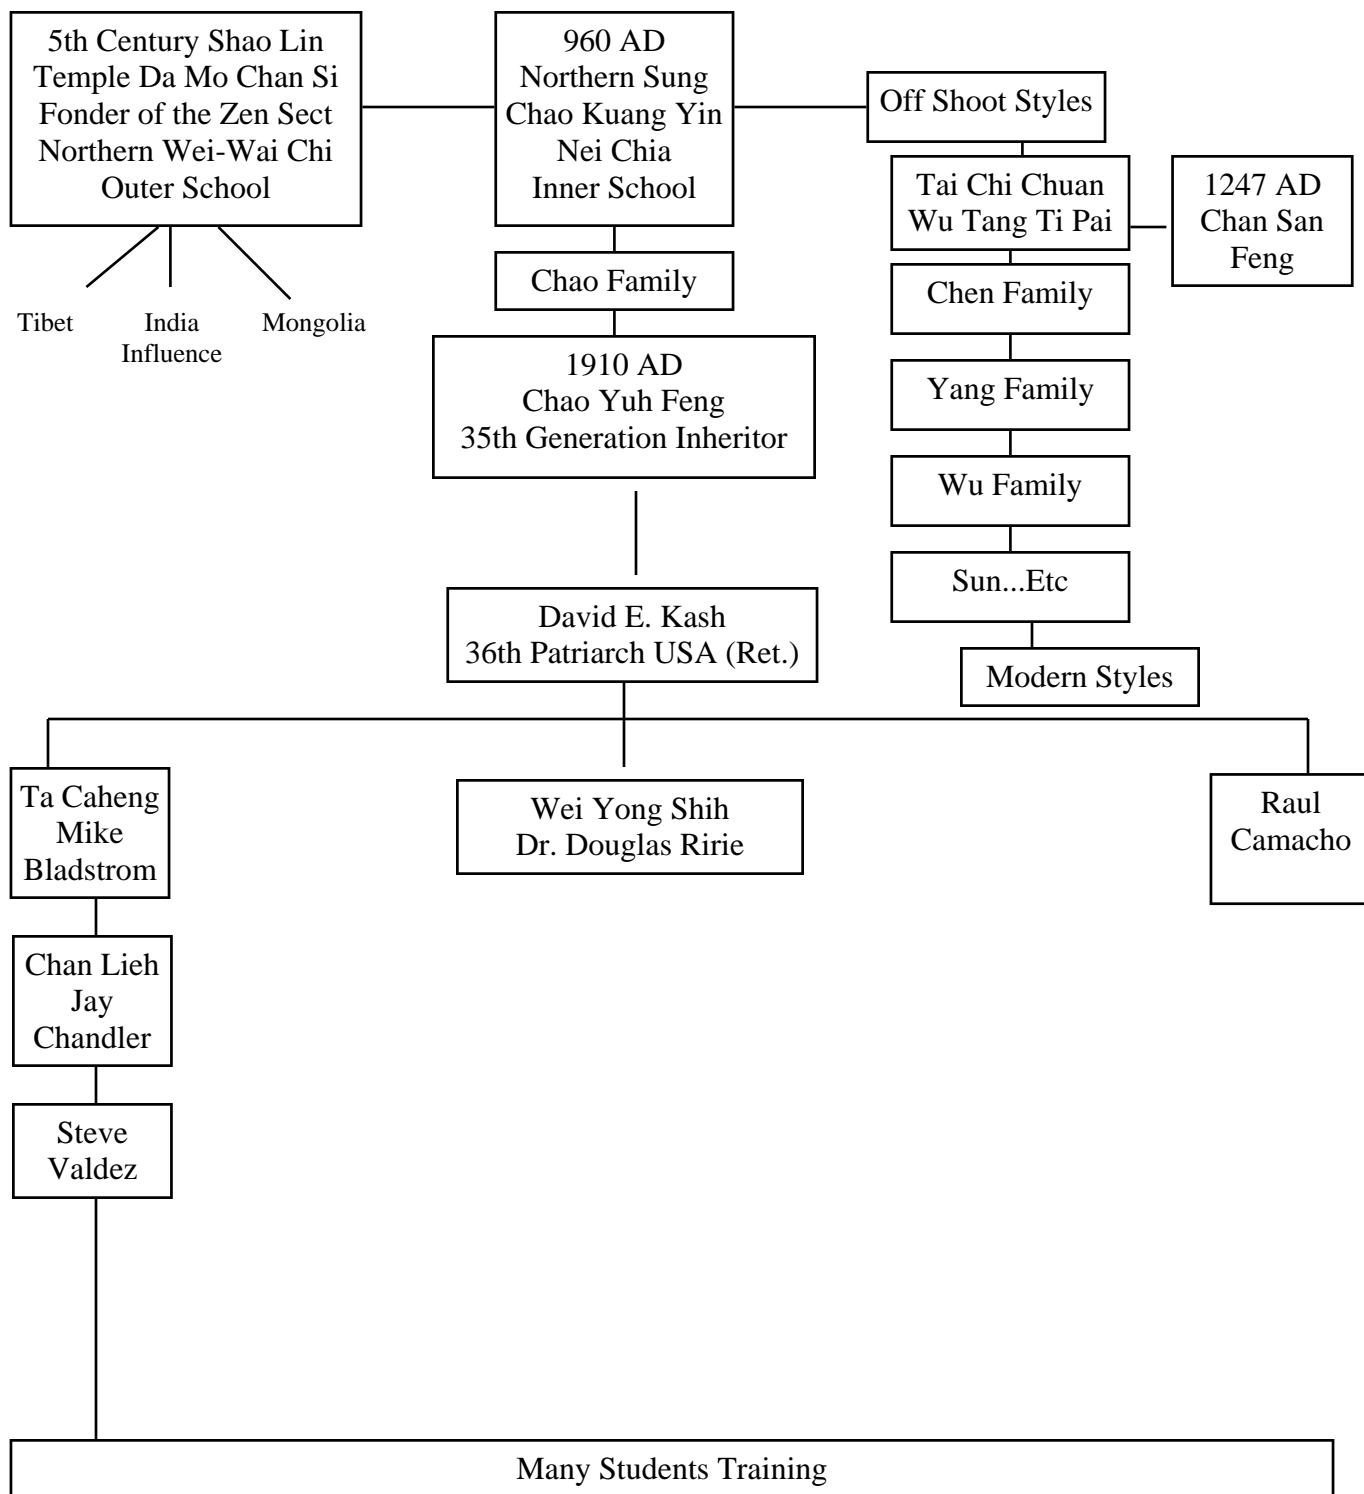 5th Century Shao Lin
Temple Da Mo Chan Si
Fonder of the Zen Sect
Northern Wei-Wai Chi
Outer School
960 AD
Northern Sung
Chao Kuang Yin
Nei Chia
Inner School
Off Shoot Styles
Tai Chi Chuan
Wu Tang Ti Pai
1247 AD
Chan San
Feng
Tibet
India
Influence
Mongolia
Chao Family
Chen Family
1910 AD
Chao Yuh Feng
35th Generation Inheritor
Yang Family
Wu Family
Sun...Etc
Modern Styles
David E. Kash
36th Patriarch USA (Ret.)
Ta Caheng
Mike
Bladstrom
Wei Yong Shih
Dr. Douglas Ririe
Raul
Camacho
Chan Lieh
Jay
Chandler
Steve
Valdez
Many Students Training